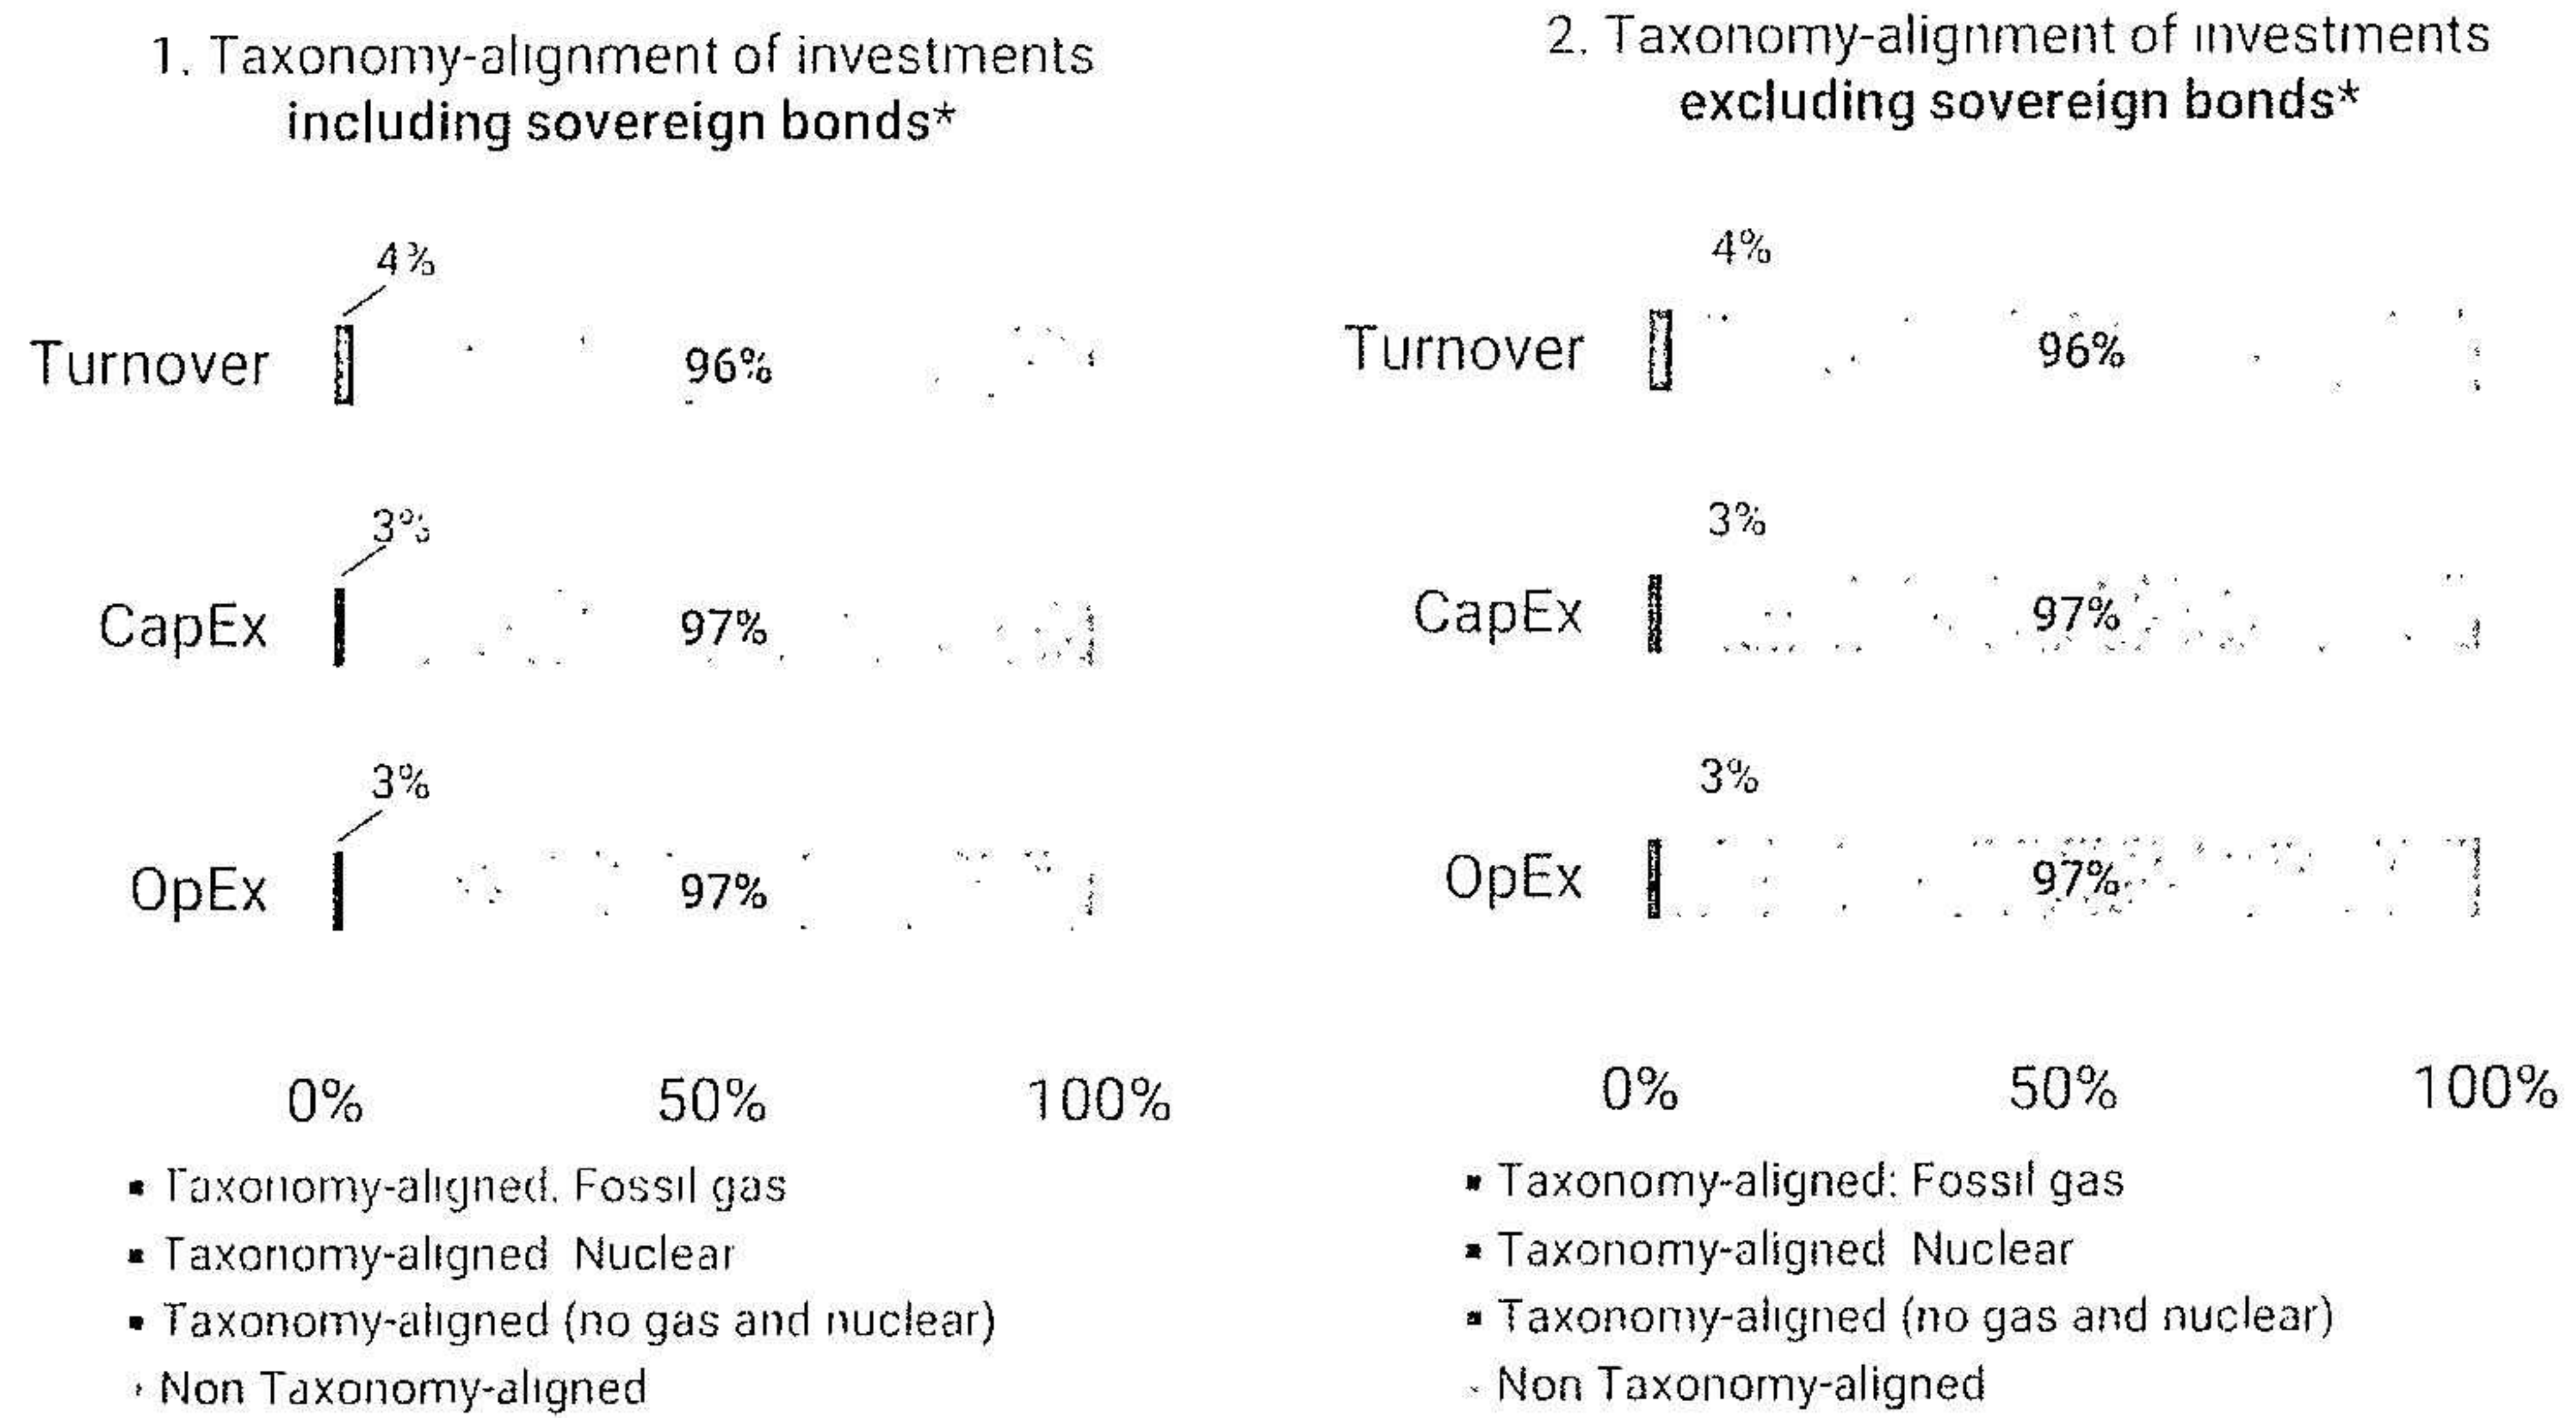 1. Taxonomy-alignment of investments
including sovereign bonds*
4%
Turnover
96%
3%
CapEx
97%
3%
OpEx
97%
0% 50% 100%
Taxonomy-aligned. Fossil gas
Taxonomy-aligned Nuclear
Taxonomy-aligned (no gas and nuclear)
Non Taxonomy-aligned
2. Taxonomy-alignment of investments
excluding sovereign bonds*
4%
Turnover
96%
3%
CapEx
97%
3%
OpEx
97%
0% 50% 100%
Taxonomy-aligned: Fossil gas
Taxonomy-aligned Nuclear
Taxonomy-aligned (no gas and nuclear)
Non Taxonomy-aligned